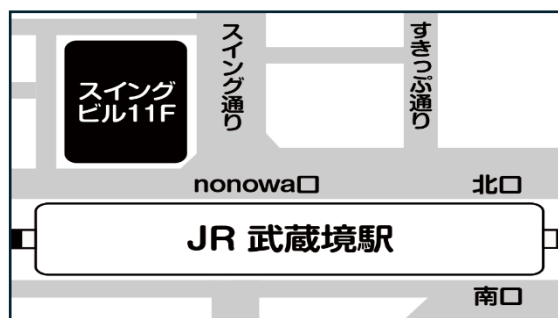 スイング
ビル11F
スイング通り
すきっぷ通り
nonowa口
北口
JR 武蔵境駅
南口